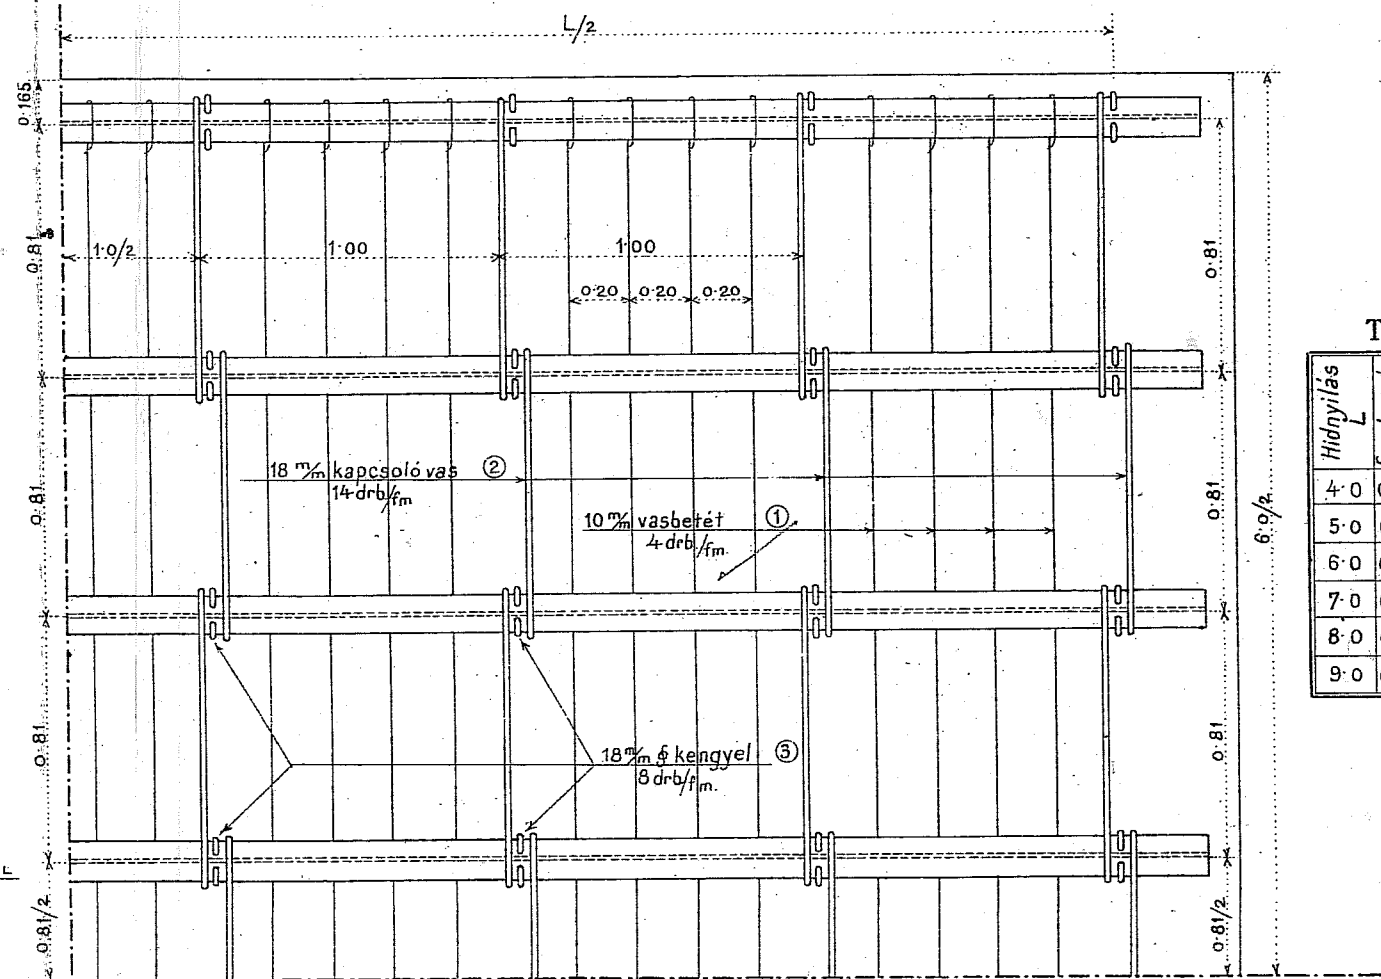 L/2
0·165
0·81
1·0/2
1·00
1·00
0·20 0·20 0·20
0·81
T
Hidnyilás
L
4·0
5·0
6·0
7·0
8·0
9·0
0·81
18 m/m kapcsoló vas ②
14 drb/fm
10 m/m vasbetét ①
4 drb./fm.
0·81
6·0/2
0·81
18 m/m § kengyel ③
8 drb/fm.
0·81
0·81/2
0·81/2